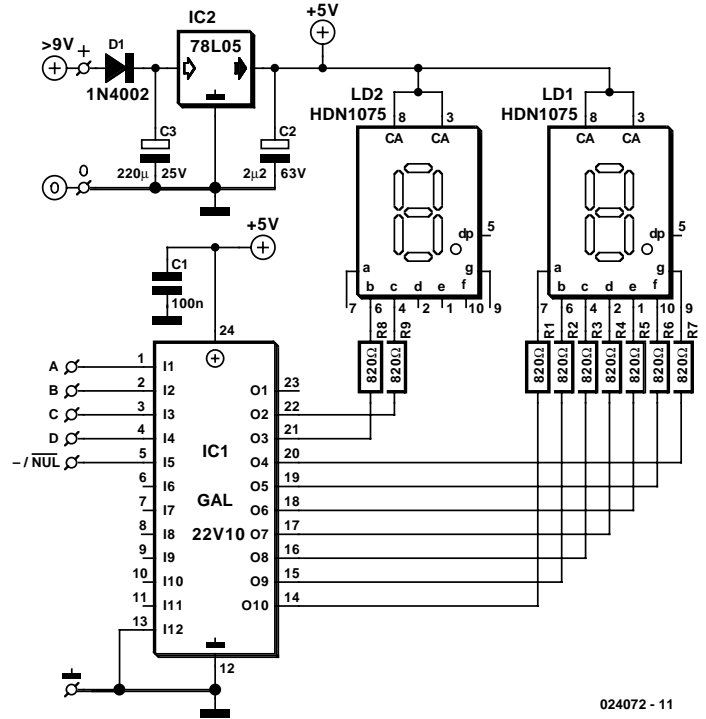 +5V
IC2
>9V + D1 78L05
1N4002
LD2 LD1
HDN1075 HDN1075
8 3 8 3
CA CA CA CA
C3 C2
220µ 25V 2µ2 63V
0 0
dp 5 dp 5
+5V
a g a g
b c d e f b c d e f
C1
100n
7 6 4 2 1 10 9 7 6 4 2 1 10 9
R8 R9 R1 R2 R3 R4 R5 R6 R7
820Ω 820Ω 820Ω 820Ω 820Ω 820Ω 820Ω 820Ω 820Ω
24
A 1 I1
B 2 I2 O1 23
C 3 I3 O2 22
D 4 I4 O3 21
– / NUL 5 I5 IC1 O4 20
6 I6 O5 19
7 I7 GAL O6 18
8 I8 22V10 O7 17
9 I9 O8 16
10 I10 O9 15
11 I11 O10 14
13 I12
12
024072 - 11